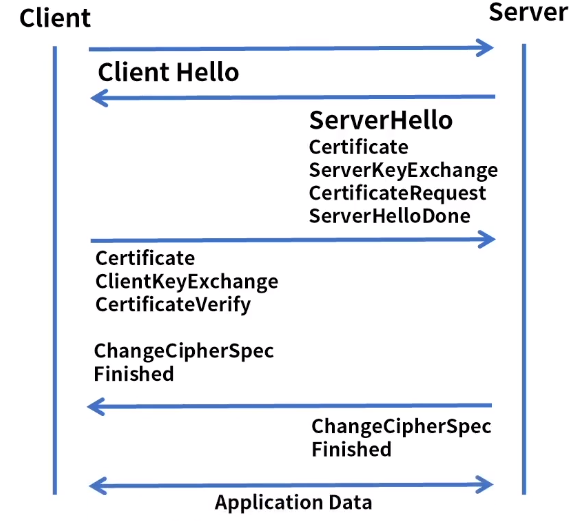 Client
Server
Client Hello
ServerHello
Certificate
ServerKeyExchange
CertificateRequest
ServerHelloDone
Certificate
ClientKeyExchange
CertificateVerify
ChangeCipherSpec
Finished
ChangeCipherSpec
Finished
Application Data